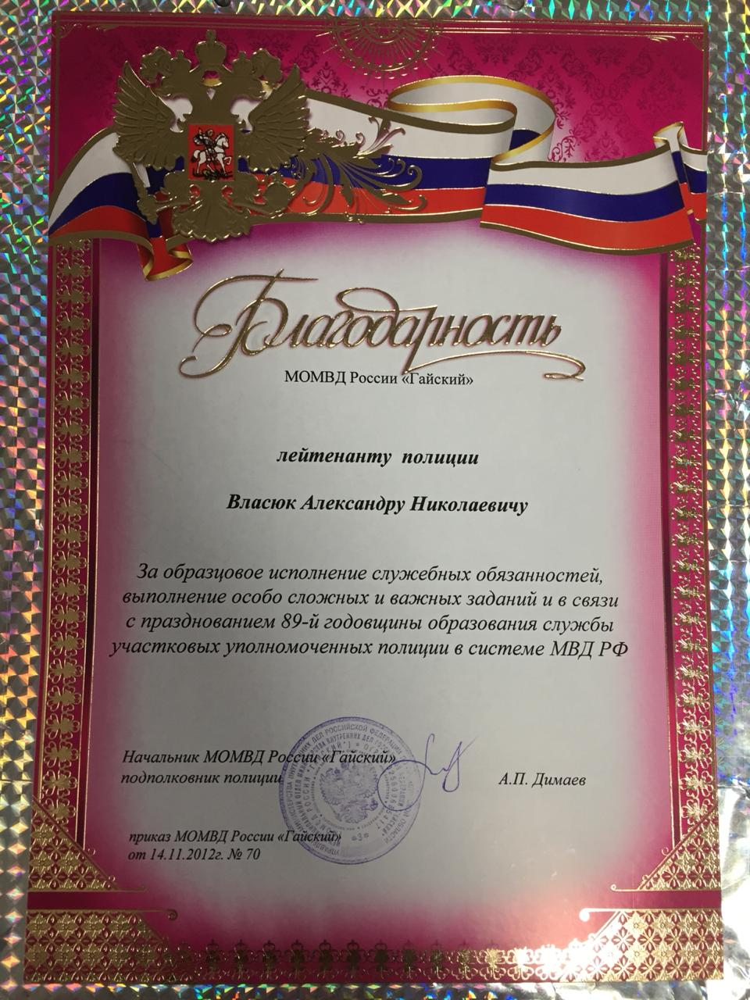 Благодарность
МОМВД России «Гайский»
лейтенанту полиции
Власюк Александру Николаевичу
За образцовое исполнение служебных обязанностей,
выполнение особо сложных и важных заданий и в связи
с празднованием 89-й годовщины образования службы
участковых уполномоченных полиции в системе МВД РФ
Начальник МОМВД России «Гайский»
подполковник полиции
А.П. Димаев
приказ МОМВД России «Гайский»
от 14.11.2012г. № 70